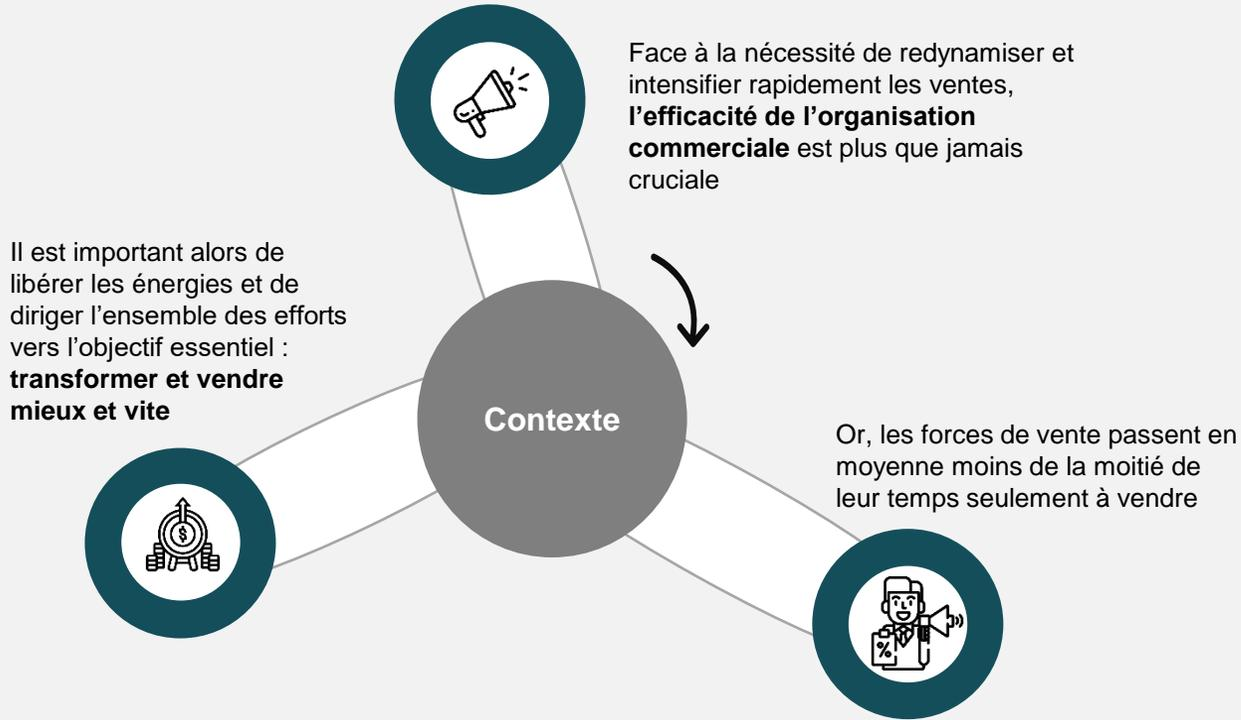 Face à la nécessité de redynamiser et
intensifier rapidement les ventes,
l’efficacité de l’organisation
commerciale est plus que jamais
cruciale
Il est important alors de
libérer les énergies et de
diriger l’ensemble des efforts
vers l’objectif essentiel :
transformer et vendre
mieux et vite
Contexte
Or, les forces de vente passent en
moyenne moins de la moitié de
leur temps seulement à vendre
$
%